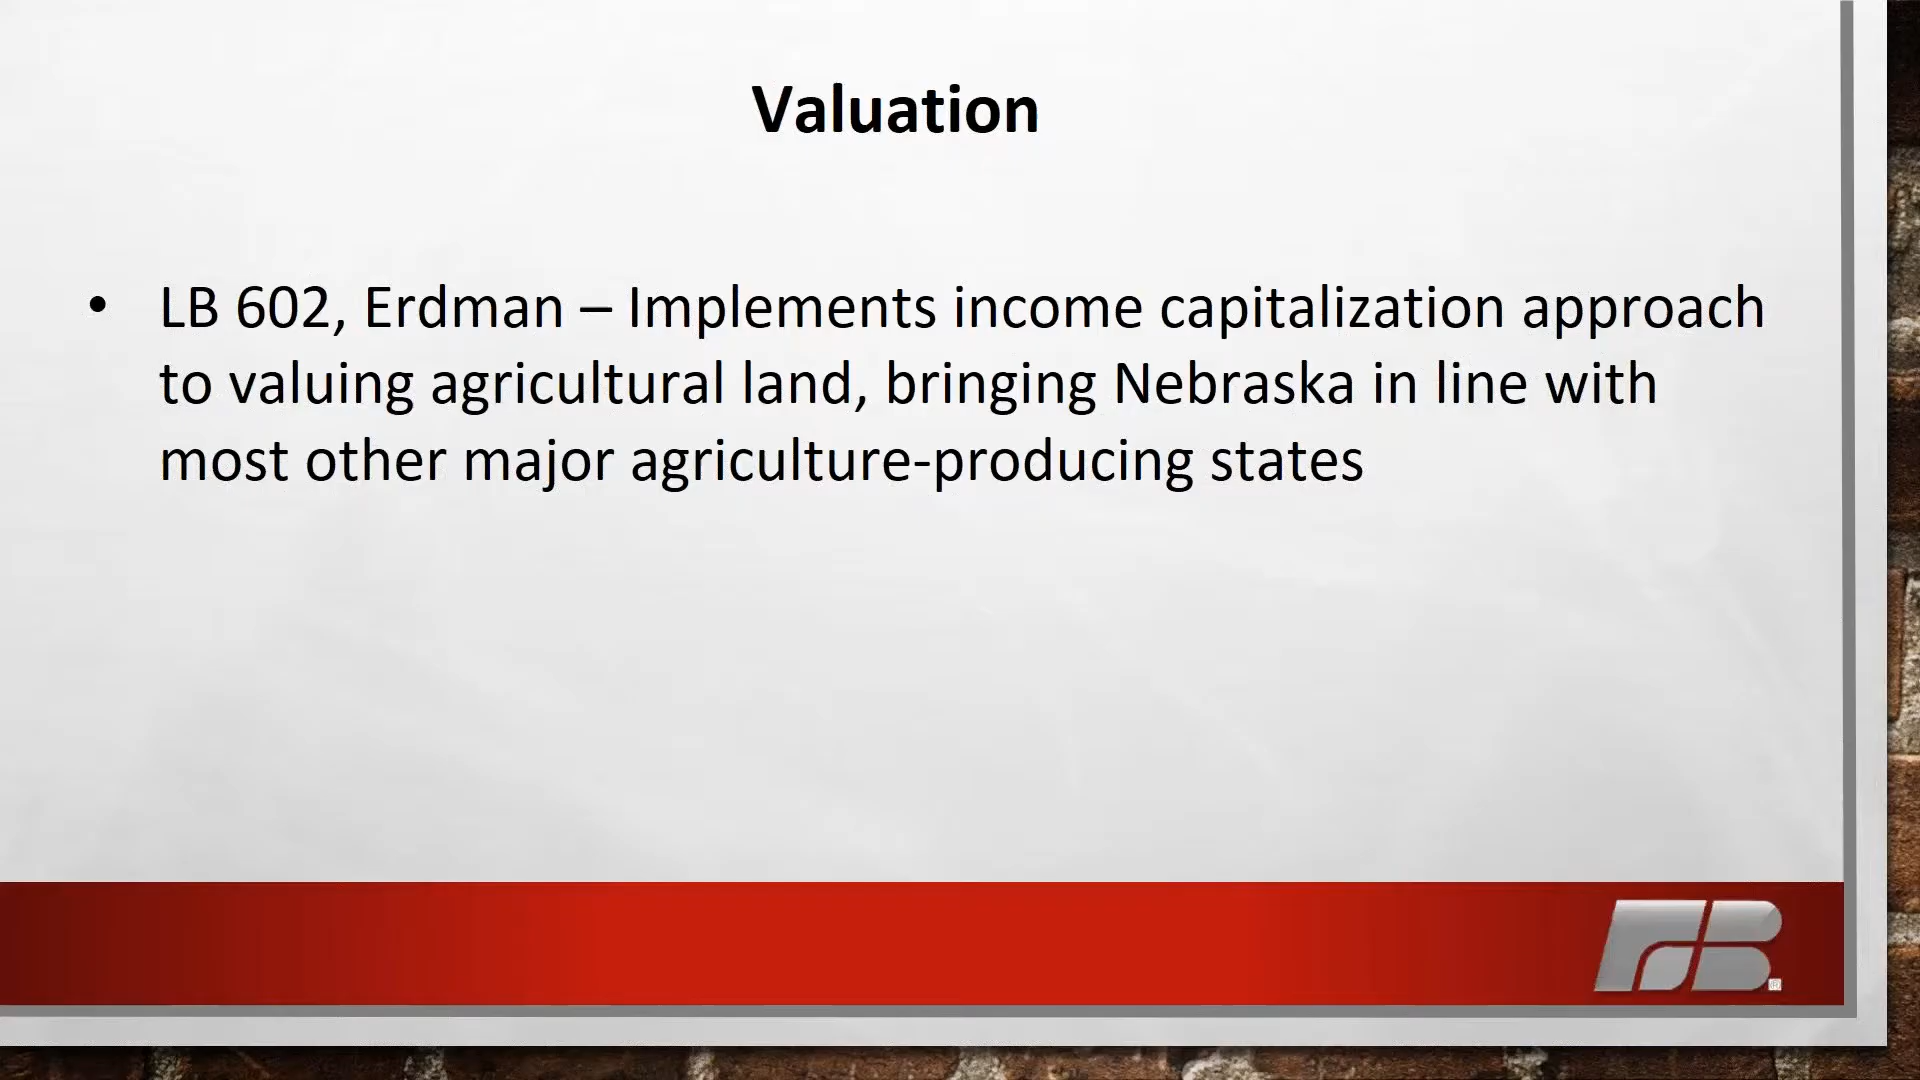 Valuation
• LB 602, Erdman – Implements income capitalization approach
to valuing agricultural land, bringing Nebraska in line with
most other major agriculture-producing states
FB
®